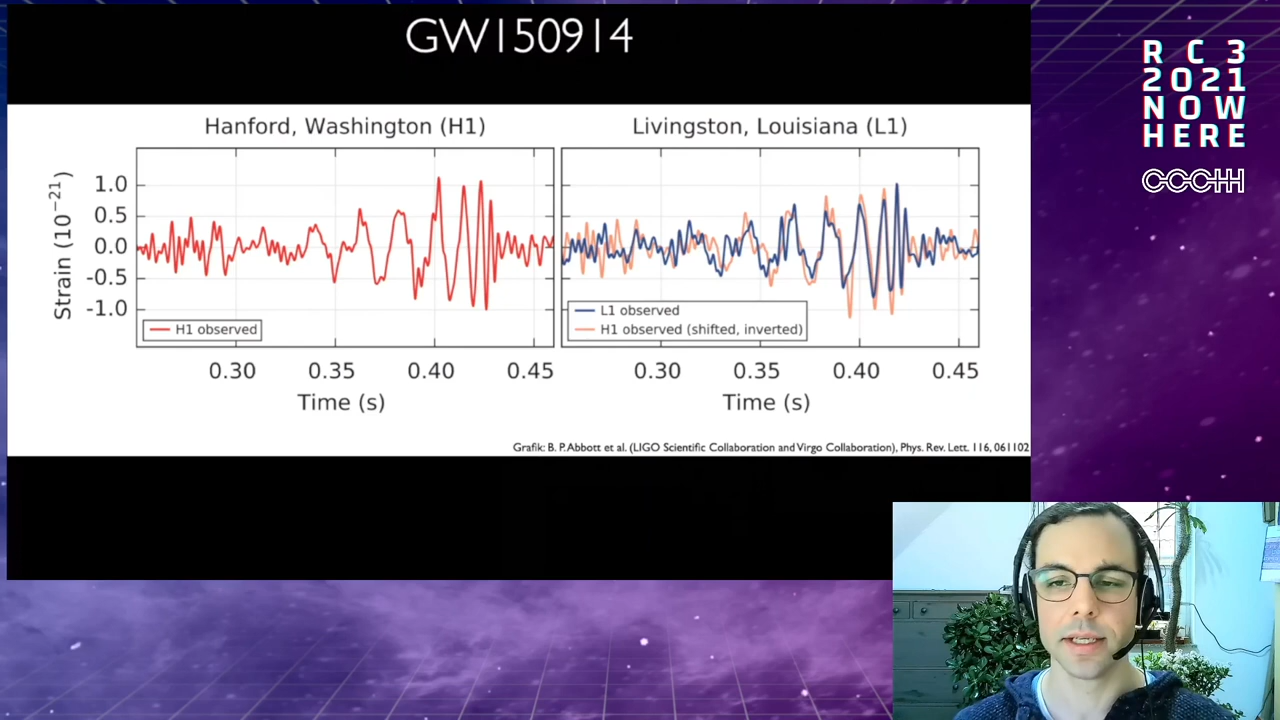 GW150914
R C 3
2021
NOW
HERE
CCCHH
Hanford, Washington (H1)
Livingston, Louisiana (L1)
Strain (10⁻²¹)
1.0
0.5
0.0
-0.5
-1.0
H1 observed
L1 observed
H1 observed (shifted, inverted)
0.30 0.35 0.40 0.45
0.30 0.35 0.40 0.45
Time (s)
Time (s)
Grafik: B. P. Abbott et al. (LIGO Scientific Collaboration and Virgo Collaboration), Phys. Rev. Lett. 116, 061102